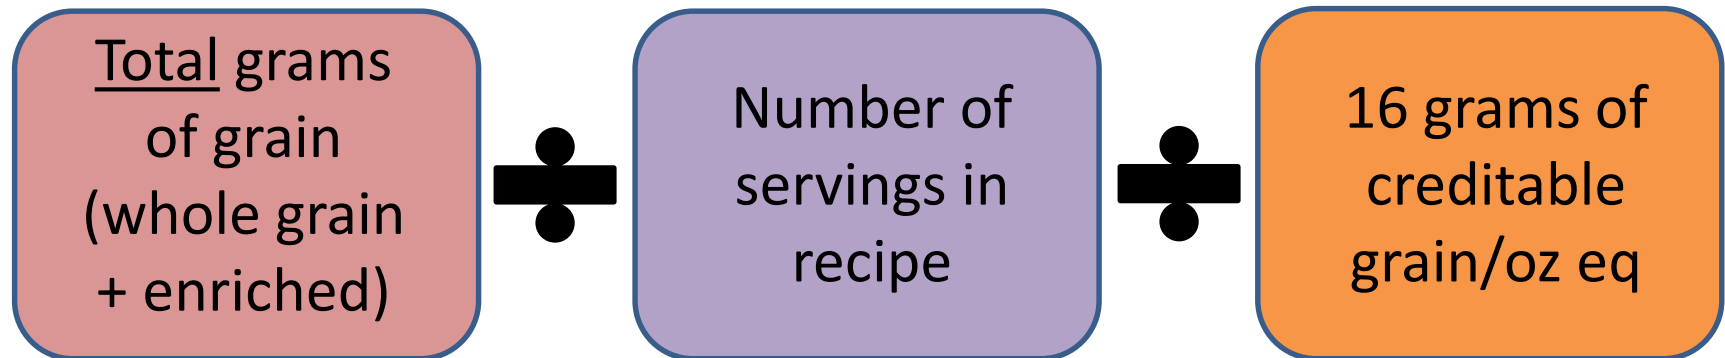 Total grams
of grain
(whole grain
+ enriched)
÷
Number of
servings in
recipe
÷
16 grams of
creditable
grain/oz eq